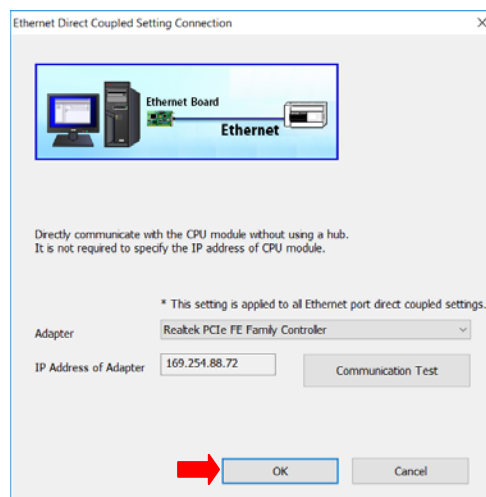 Ethernet Direct Coupled Setting Connection
Ethernet Board
Ethernet
Directly communicate with the CPU module without using a hub.
It is not required to specify the IP address of CPU module.
* This setting is applied to all Ethernet port direct coupled settings.
Adapter
Realtek PCIe FE Family Controller
IP Address of Adapter
169.254.88.72
Communication Test
OK
Cancel